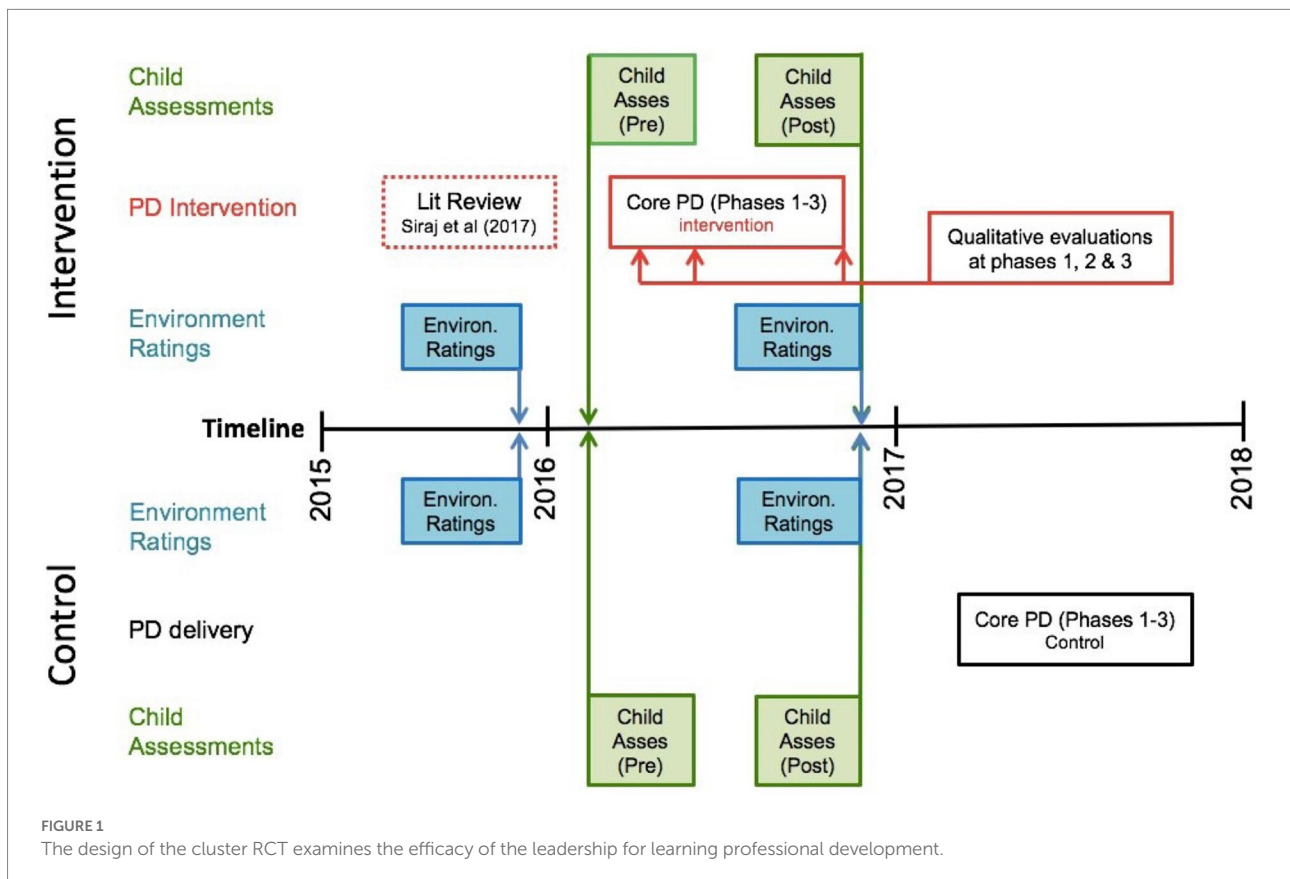 Intervention
Child
Assessments
Child
Asses
(Pre)
Child
Asses
(Post)
PD Intervention
Lit Review
Siraj et al (2017)
Core PD (Phases 1-3)
intervention
Qualitative evaluations
at phases 1, 2 & 3
Environment
Ratings
Environ.
Ratings
Environ.
Ratings
Timeline
2015
2016
2017
2018
Control
Environment
Ratings
Environ.
Ratings
Environ.
Ratings
PD delivery
Core PD (Phases 1-3)
Control
Child
Assessments
Child
Asses
(Pre)
Child
Asses
(Post)
FIGURE 1
The design of the cluster RCT examines the efficacy of the leadership for learning professional development.